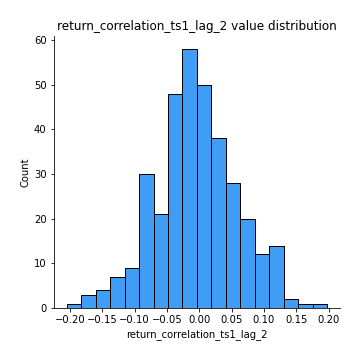 return_correlation_ts1_lag_2 value distribution
60
50
40
30
20
10
0
Count
−0.20 −0.15 −0.10 −0.05 0.00 0.05 0.10 0.15 0.20
return_correlation_ts1_lag_2